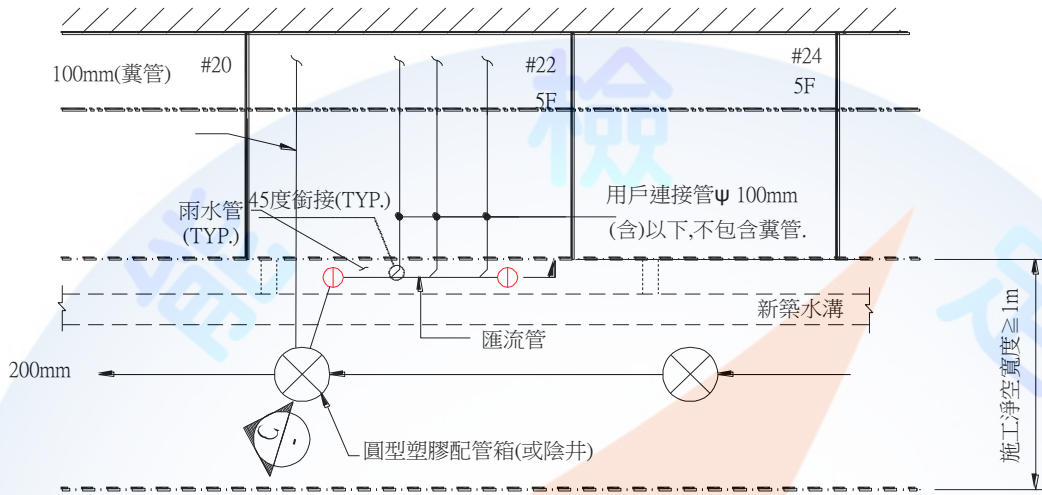 100mm(糞管)
#20
#22
5F
#24
5F
雨水管
(TYP.)
45度銜接(TYP.)
用戶連接管ψ 100mm
(含)以下,不包含糞管.
新築水溝
匯流管
200mm
圓型塑膠配管箱(或陰井)
施工淨空寬度≧1m
C
-
能
檢
定